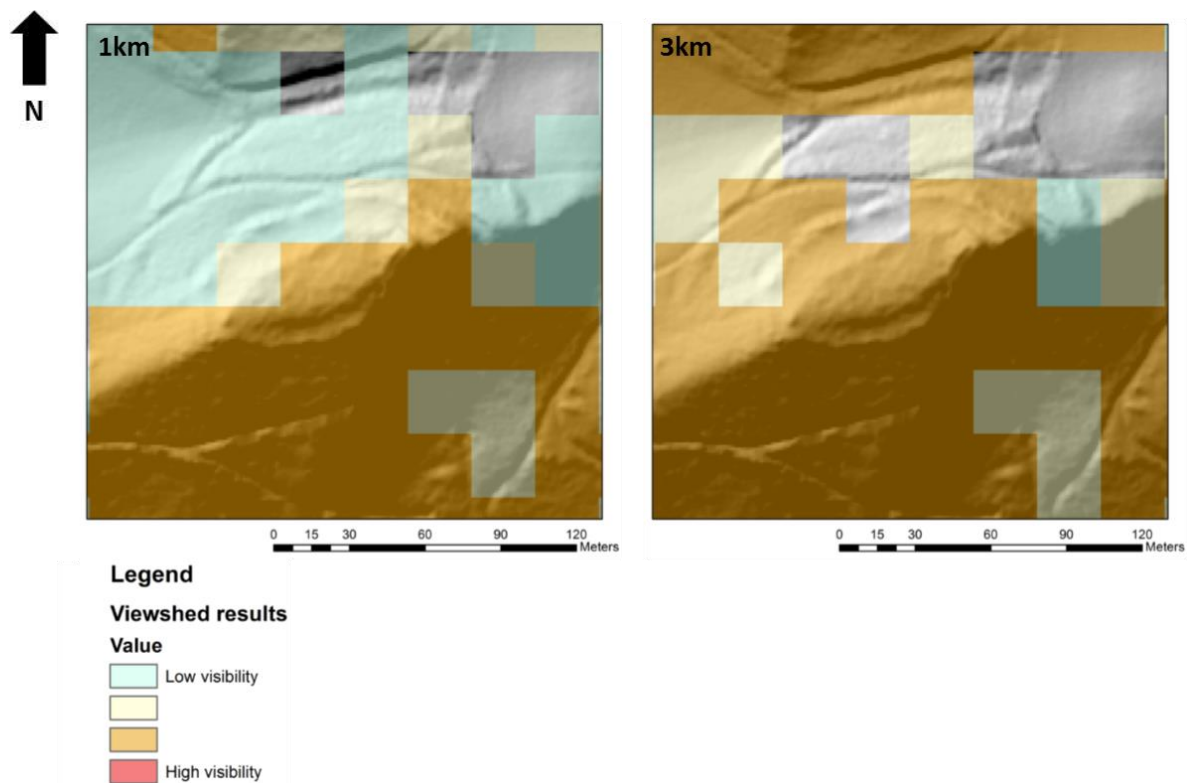 1km
3km
N
0 15 30 60 90 120
Meters
0 15 30 60 90 120
Meters
Legend
Viewshed results
Value
Low visibility
High visibility